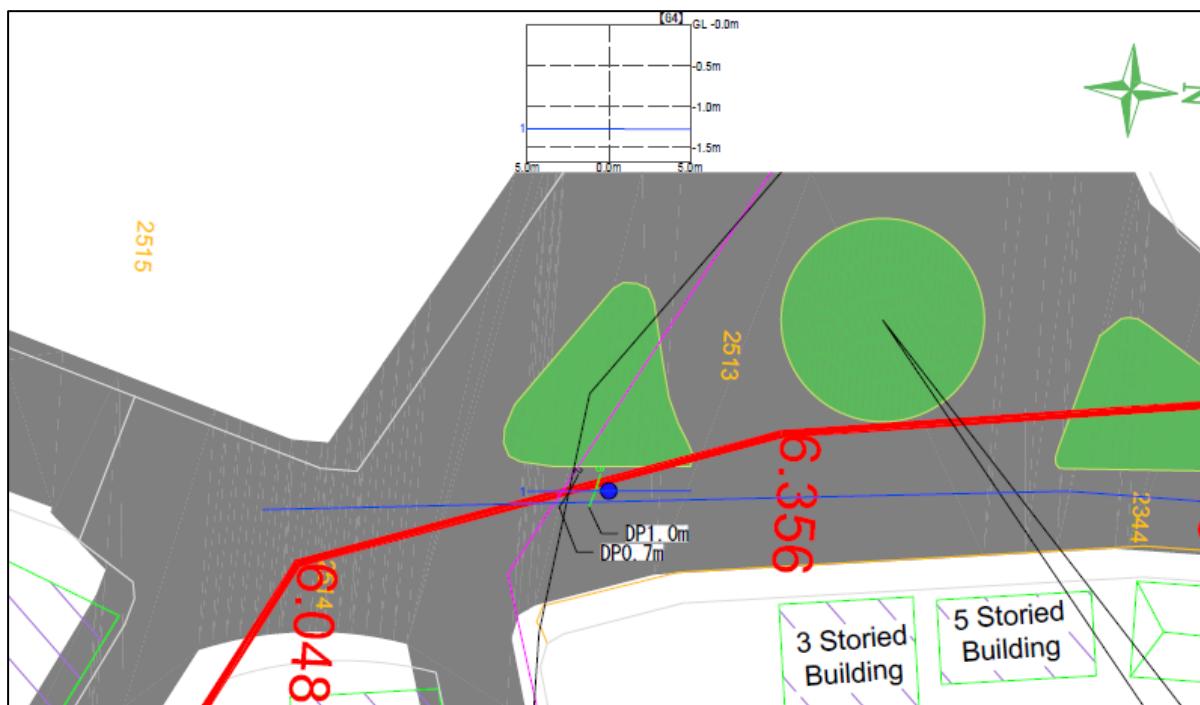 【G4】
GL -0.0m
-0.5m
-1.0m
1
-1.5m
5.0m 0.0m 5.0m
N
2515
2513
1
6.356
2344
DP1.0m
DP0.7m
6.048
3 Storied
Building
5 Storied
Building